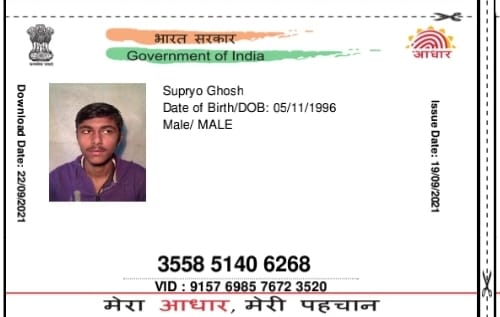 भारत सरकार
Government of India
आधार
Download Date: 22/09/2021
Supryo Ghosh
Date of Birth/DOB: 05/11/1996
Male/ MALE
Issue Date: 19/09/2021
3558 5140 6268
VID : 9157 6985 7672 3520
मेरा आधार, मेरी पहचान